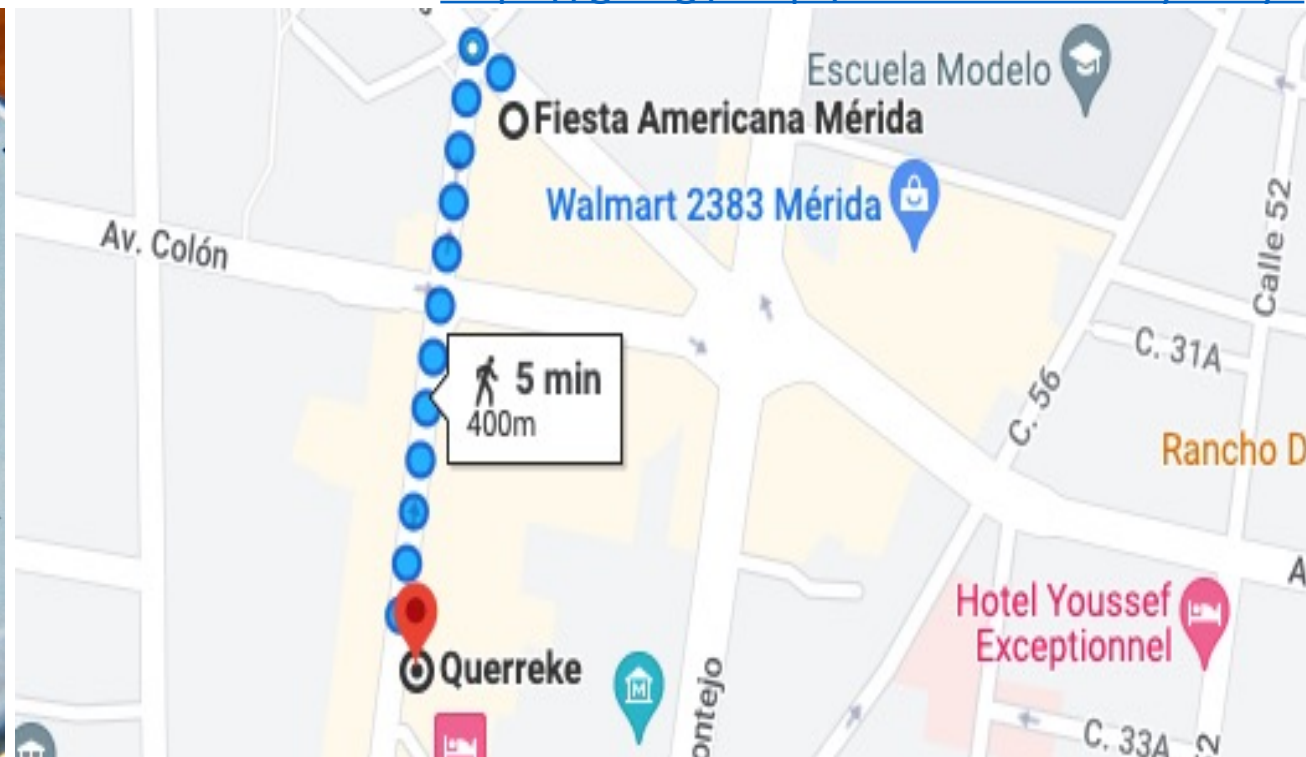 Escuela Modelo
Fiesta Americana Mérida
Walmart 2383 Mérida
Calle 52
Av. Colón
C. 31A
5 min
400m
C. 56
Rancho D
Hotel Youssef
Exceptionnel
Querreke
M
ontejo
C. 33A
A